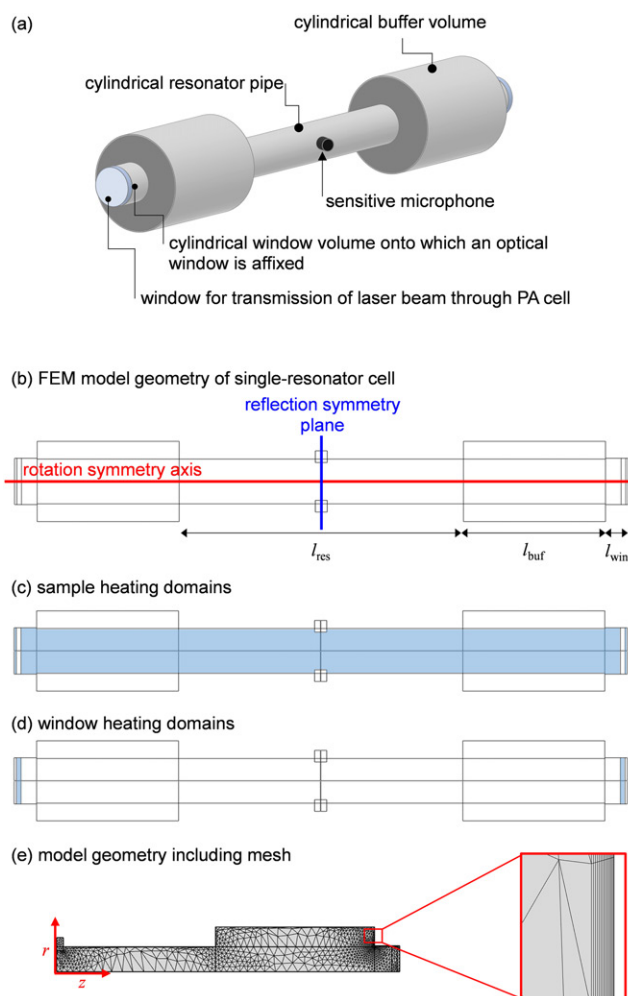 (a)
cylindrical buffer volume
cylindrical resonator pipe
sensitive microphone
cylindrical window volume onto which an optical
window is affixed
window for transmission of laser beam through PA cell
(b) FEM model geometry of single-resonator cell
reflection symmetry
plane
rotation symmetry axis
lres
lbuf
lwin
(c) sample heating domains
(d) window heating domains
(e) model geometry including mesh
r
z